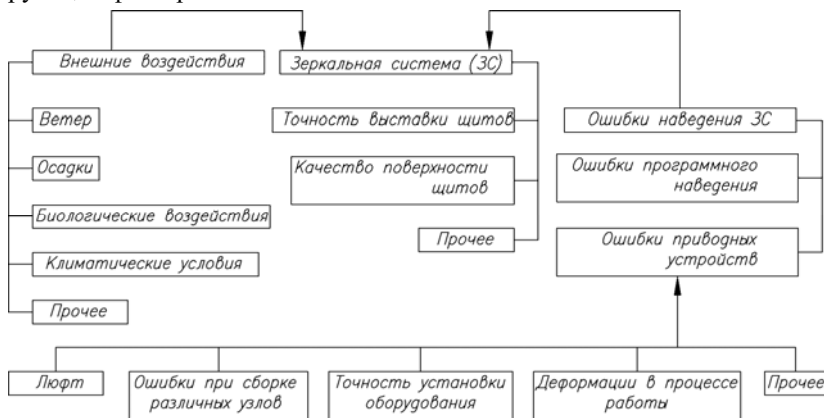 Внешние воздействия
Зеркальная система (ЗС)
Ветер
Точность выставки щитов
Ошибки наведения ЗС
Осадки
Качество поверхности
щитов
Ошибки программного
наведения
Биологические воздействия
Прочее
Ошибки приводных
устройств
Климатические условия
Прочее
Люфт
Ошибки при сборке
различных узлов
Точность установки
оборудования
Деформации в процессе
работы
Прочее